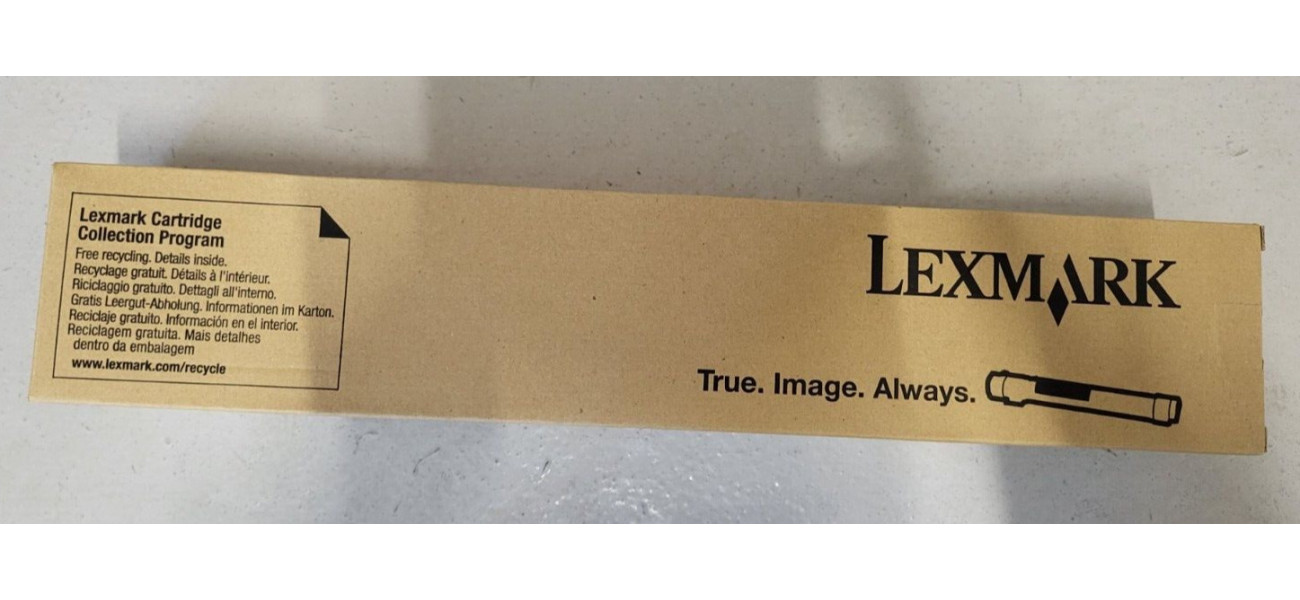 Lexmark Cartridge
Collection Program
Free recycling. Details inside.
Recyclage gratuit. Détails à l'intérieur.
Riciclaggio gratuito. Dettagli all'interno.
Gratis Leergut-Abholung. Informationen im Karton.
Reciclaje gratuito. Información en el interior.
Reciclagem gratuita. Mais detalhes
dentro da embalagem
www.lexmark.com/recycle
LEXMARK
True. Image. Always.